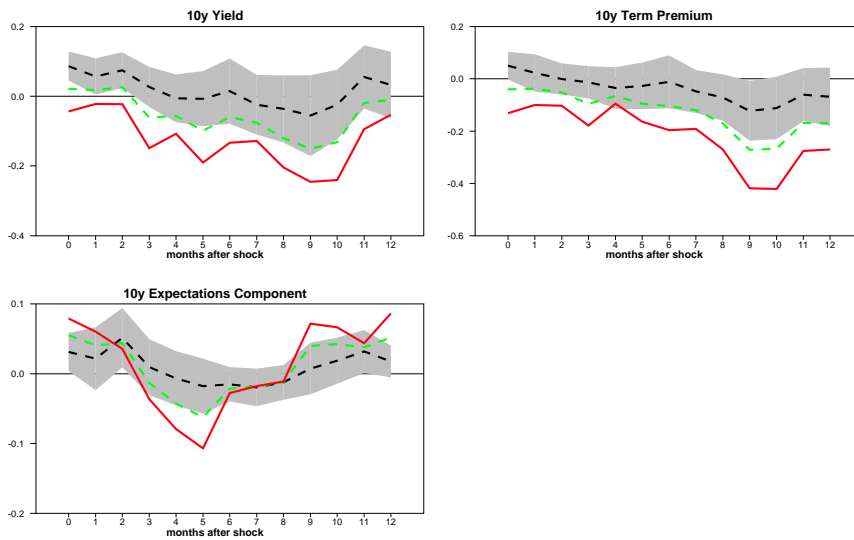 10y Yield
0.2
0.0
-0.2
-0.4
0 1 2 3 4 5 6 7 8 9 10 11 12
months after shock
10y Term Premium
0.2
0.0
-0.2
-0.4
-0.6
0 1 2 3 4 5 6 7 8 9 10 11 12
months after shock
10y Expectations Component
0.1
0.0
-0.1
-0.2
0 1 2 3 4 5 6 7 8 9 10 11 12
months after shock